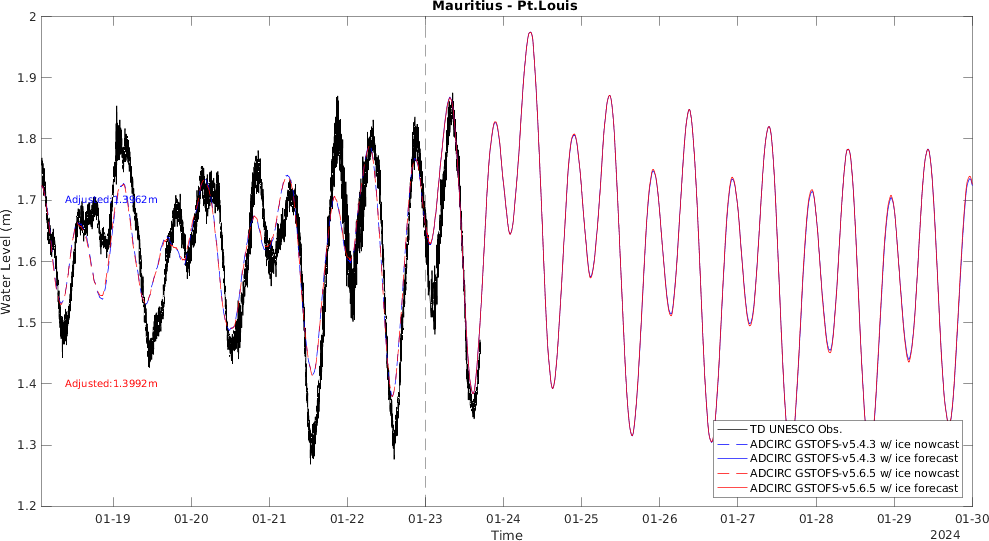 Mauritius - Pt.Louis
2
1.9
1.8
1.7
1.6
1.5
1.4
1.3
1.2
Water Level (m)
Adjusted:1.3962m
Adjusted:1.3992m
TD UNESCO Obs.
ADCIRC GSTOFS-v5.4.3 w/ ice nowcast
ADCIRC GSTOFS-v5.4.3 w/ ice forecast
ADCIRC GSTOFS-v5.6.5 w/ ice nowcast
ADCIRC GSTOFS-v5.6.5 w/ ice forecast
01-19 01-20 01-21 01-22 01-23 01-24 01-25 01-26 01-27 01-28 01-29 01-30
Time
2024